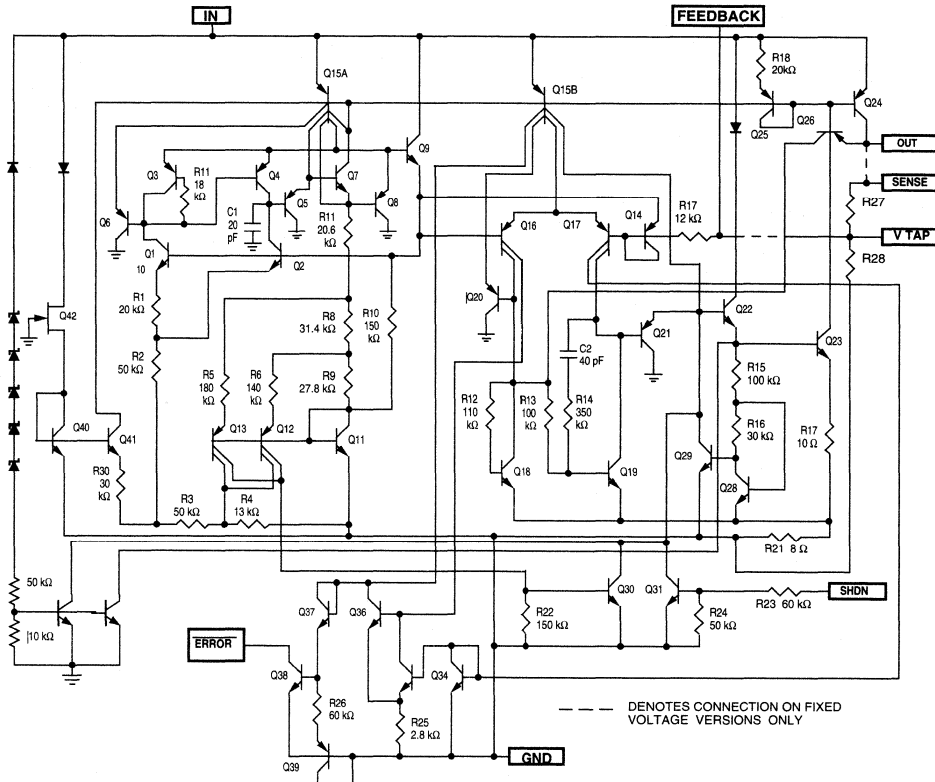 IN
FEEDBACK
R18
20kΩ
Q15A
Q15B
Q24
Q25
Q26
Q9
OUT
Q3
R11
18
kΩ
Q4
Q7
Q5
Q8
SENSE
R27
C1
20
pF
Q6
R11
20.6
kΩ
Q16
Q17
Q14
R17
12 kΩ
V TAP
Q1
10
Q2
R28
R1
20 kΩ
R10
150
kΩ
Q20
Q22
Q42
R8
31.4 kΩ
Q21
Q23
R2
50 kΩ
C2
40 pF
R15
100 kΩ
R5
180
kΩ
R6
140
kΩ
R9
27.8 kΩ
R12
110
kΩ
R13
100
kΩ
R14
350
kΩ
R16
30 kΩ
R17
10 Ω
Q40
Q41
Q13
Q12
Q11
Q18
Q19
Q29
Q28
R30
30
kΩ
R3
50 kΩ
R4
13 kΩ
R21 8 Ω
50 kΩ
10 kΩ
Q37
Q36
R22
150 kΩ
Q30
Q31
R24
50 kΩ
R23 60 kΩ
SHDN
ERROR
Q38
Q34
R26
60 kΩ
R25
2.8 kΩ
DENOTES CONNECTION ON FIXED
VOLTAGE VERSIONS ONLY
Q39
GND